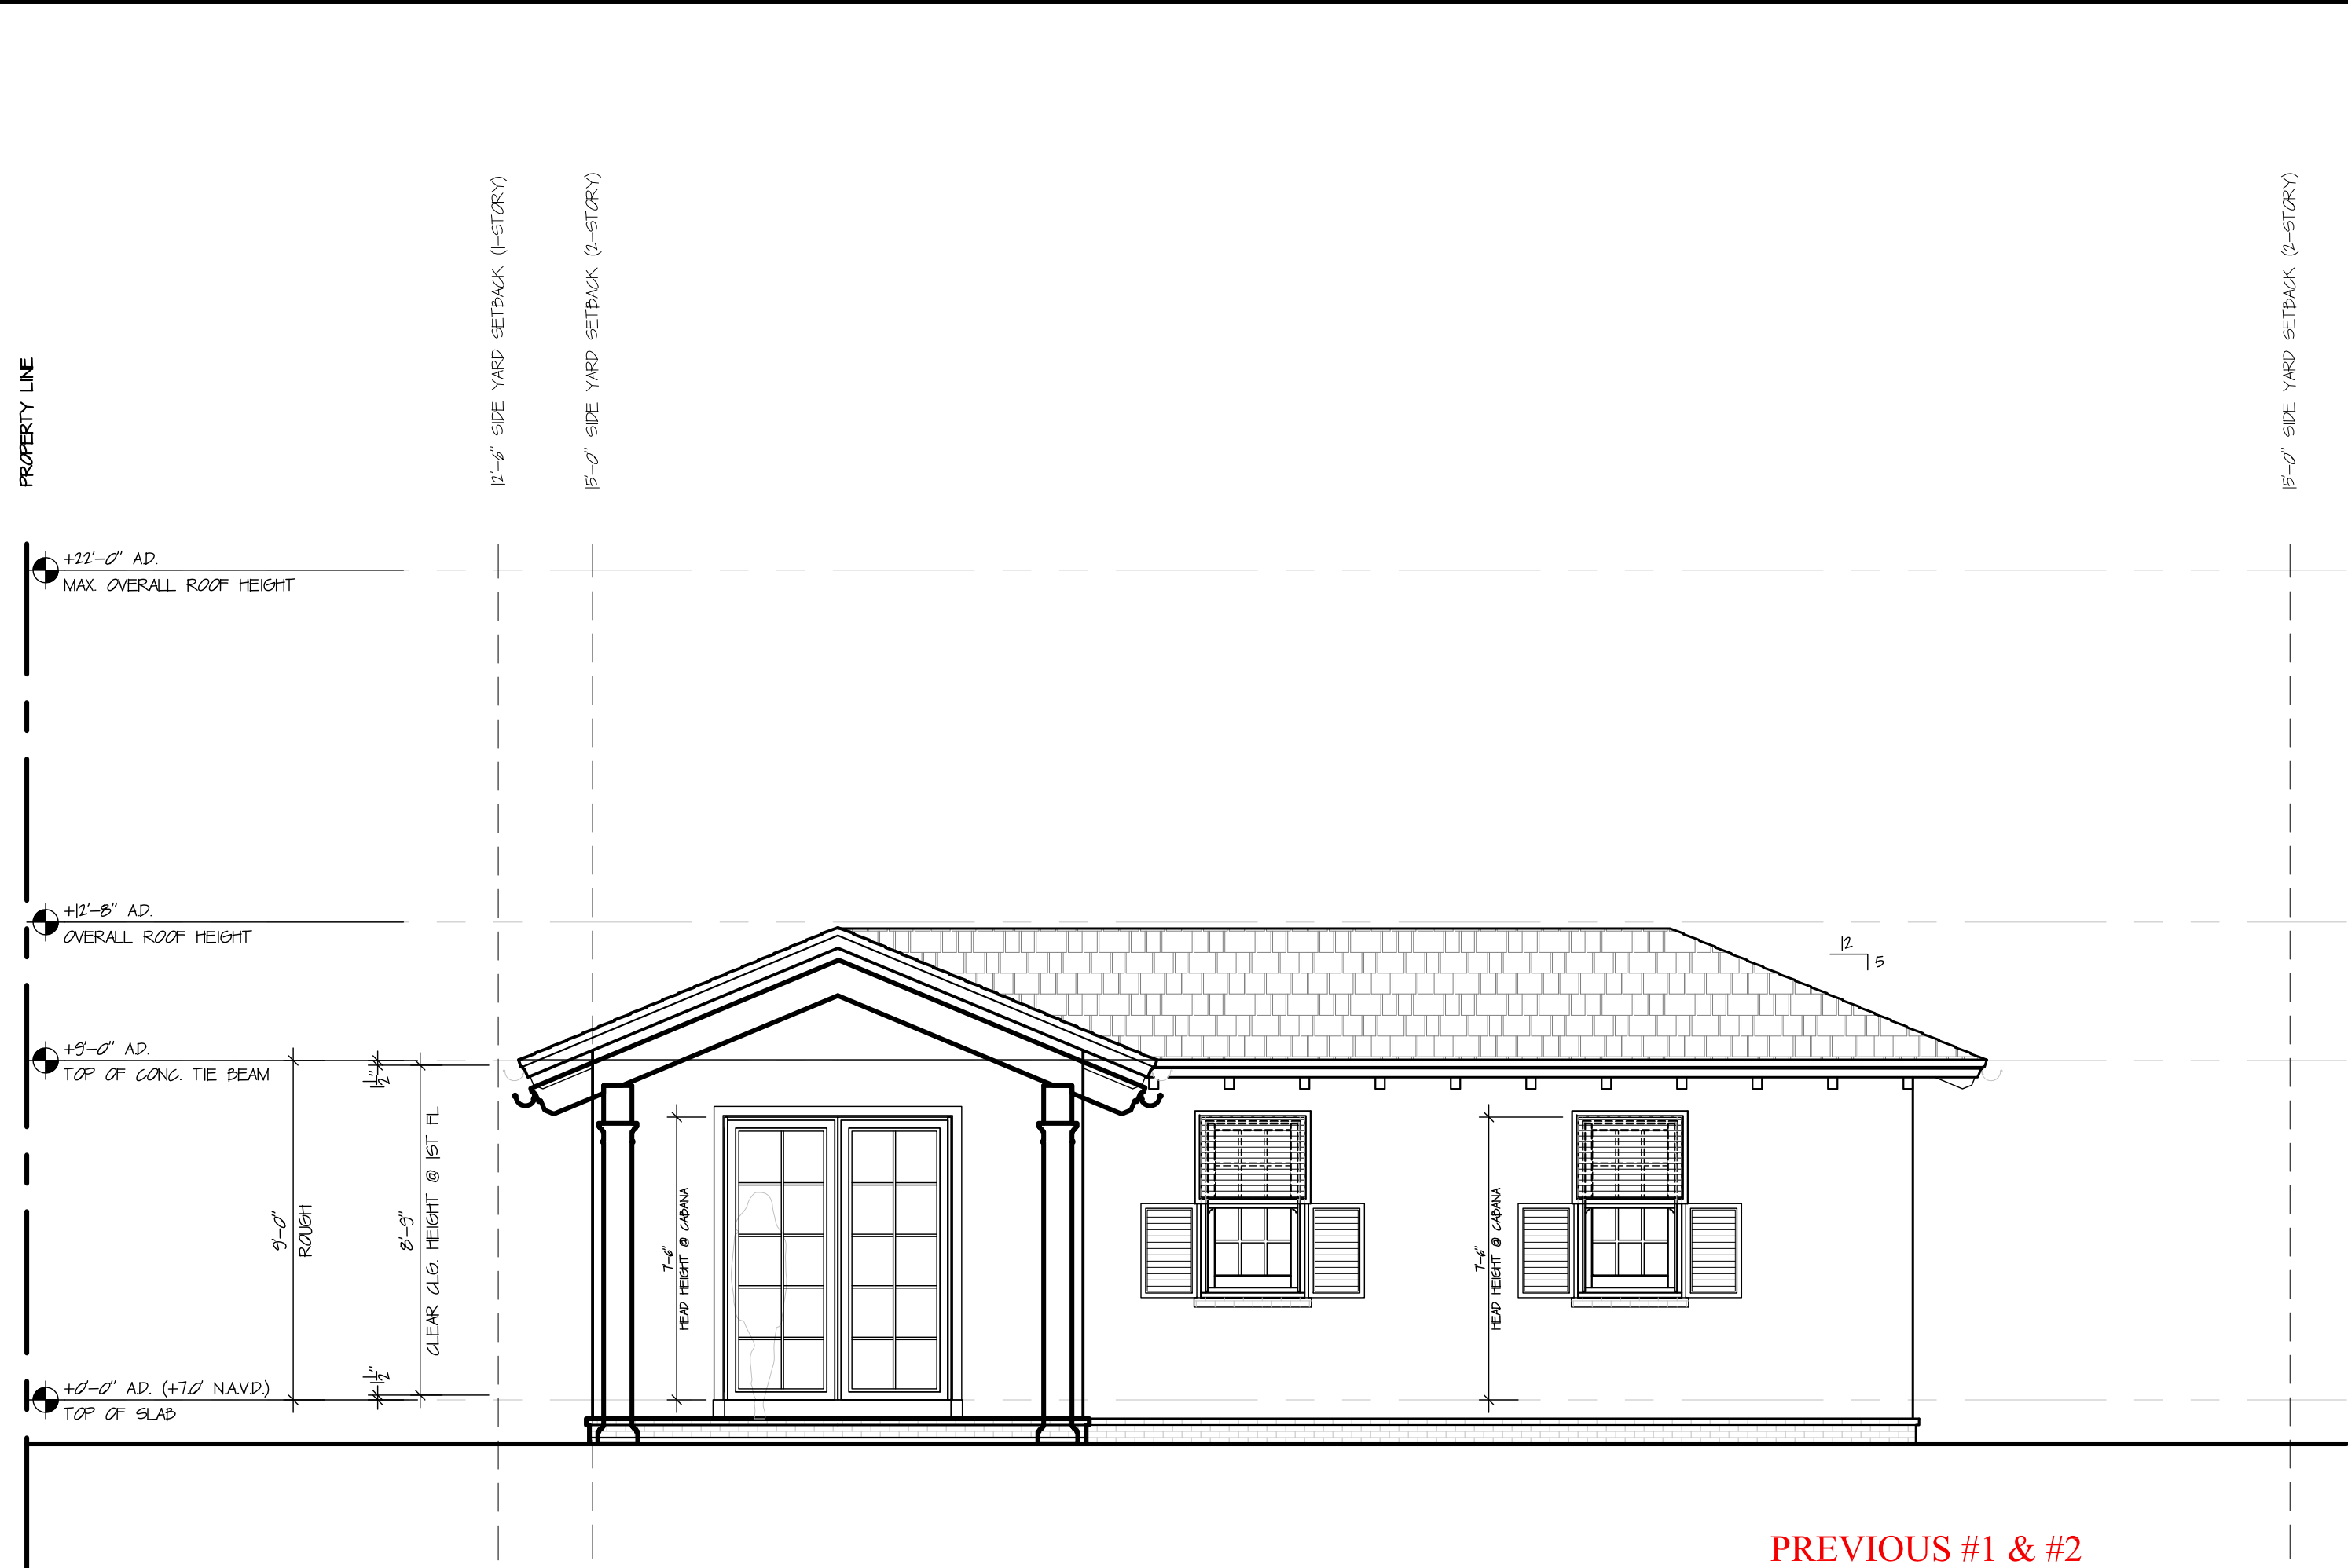 PROPERTY LINE
12'-6" SIDE YARD SETBACK (1-STORY)
15'-0" SIDE YARD SETBACK (2-STORY)
15'-0" SIDE YARD SETBACK (2-STORY)
+22'-0" A.D.
MAX. OVERALL ROOF HEIGHT
+12'-8" A.D.
OVERALL ROOF HEIGHT
12
5
+9'-0" A.D.
TOP OF CONC. TIE BEAM
1½"
9'-0"
ROUGH
8'-9"
CLEAR CLG. HEIGHT @ 1ST FL
7'-6"
HEAD HEIGHT @ CABANA
7'-6"
HEAD HEIGHT @ CABANA
1½"
+0'-0" A.D. (+7.0' N.A.V.D.)
TOP OF SLAB
PREVIOUS #1 & #2